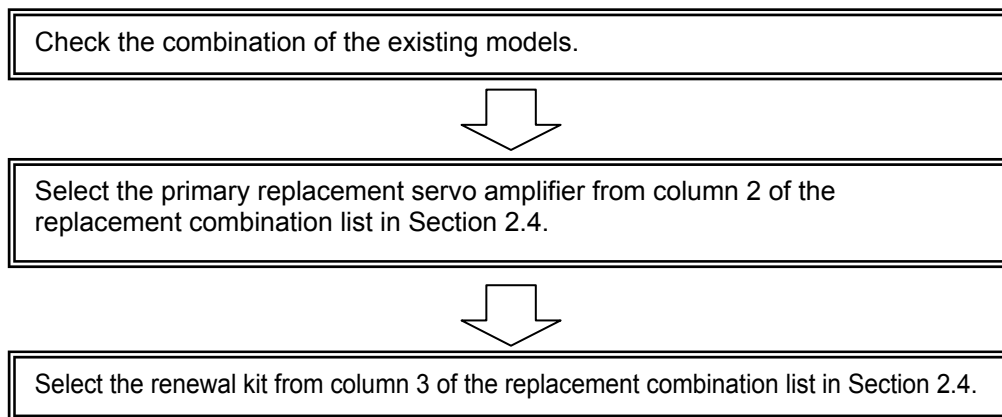 Check the combination of the existing models.
Select the primary replacement servo amplifier from column 2 of the
replacement combination list in Section 2.4.
Select the renewal kit from column 3 of the replacement combination list in Section 2.4.